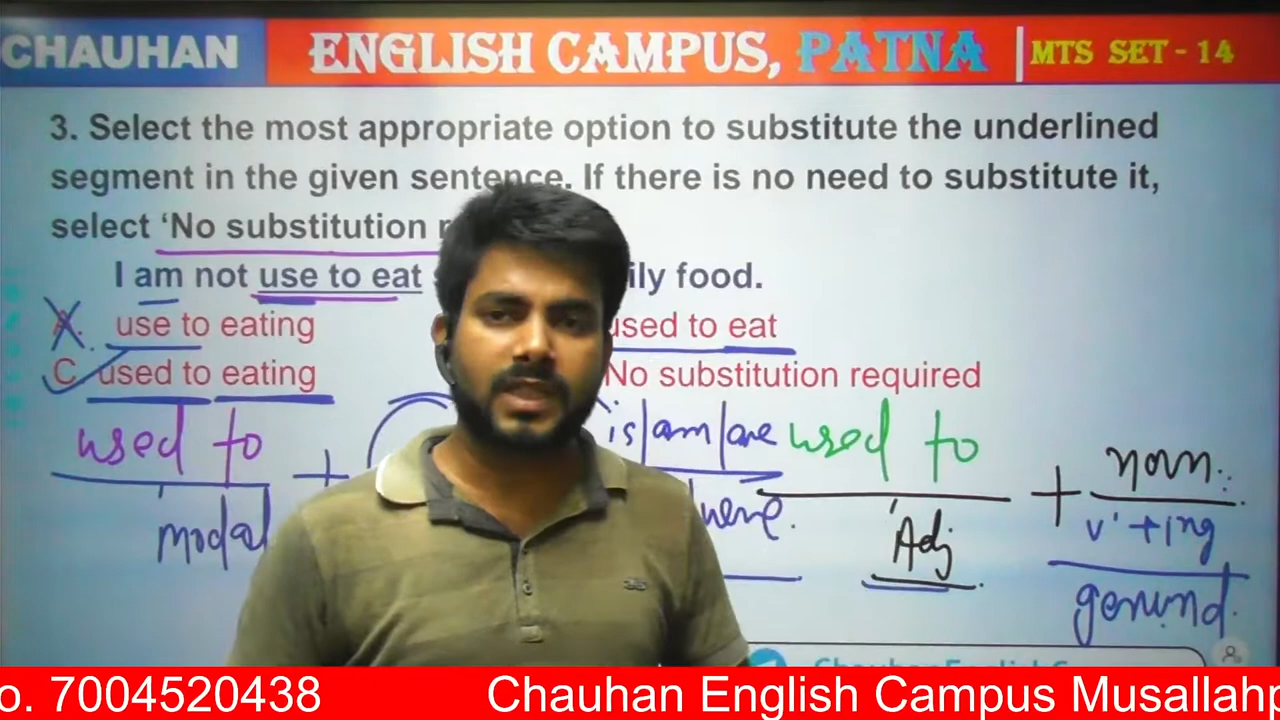 CHAUHAN ENGLISH CAMPUS, PATNA MTS SET - 14
3. Select the most appropriate option to substitute the underlined
segment in the given sentence. If there is no need to substitute it,
select ‘No substitution
I am not use to eat ily food.
A. use to eating used to eat
C used to eating No substitution required
used to + is|am|are used to + noun.
modal were. Adj v' + ing
gerund.
o. 7004520438 Chauhan English Campus Musallahp